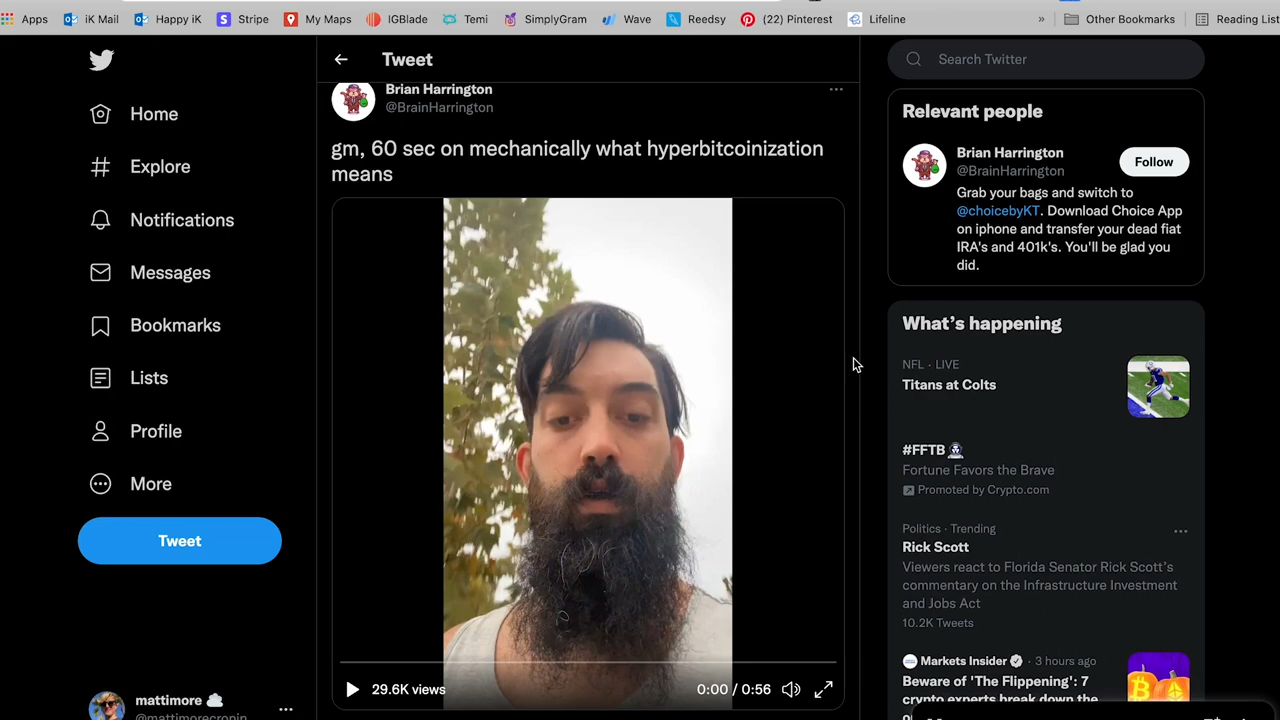 Apps iK Mail Happy iK Stripe My Maps IGBlade Temi SimplyGram Wave Reedsy (22) Pinterest Lifeline » Other Bookmarks Reading List
Tweet
Search Twitter
Home
Explore
Notifications
Messages
Bookmarks
Lists
Profile
More
Tweet
mattimore
Brian Harrington
@BrainHarrington
gm, 60 sec on mechanically what hyperbitcoinization
means
29.6K views
0:00 / 0:56
Relevant people
Brian Harrington
@BrainHarrington
Follow
Grab your bags and switch to
@choicebyKT. Download Choice App
on iphone and transfer your dead fiat
IRA's and 401k's. You'll be glad you
did.
What's happening
NFL · LIVE
Titans at Colts
#FFTB
Fortune Favors the Brave
Promoted by Crypto.com
Politics · Trending
Rick Scott
Viewers react to Florida Senator Rick Scott's
commentary on the Infrastructure Investment
and Jobs Act
10.2K Tweets
Markets Insider · 3 hours ago
Beware of 'The Flippening': 7
crypto experts break down the